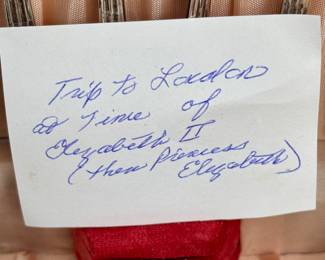 Trip to London
at Time of
Elizabeth II
(then Princess
Elizabeth)